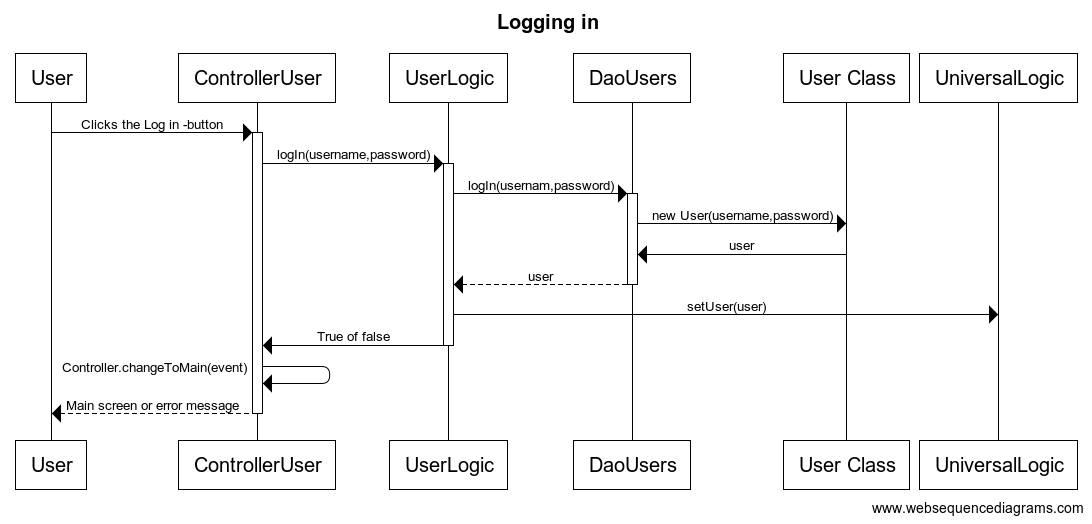 Logging in
User
ControllerUser
UserLogic
DaoUsers
User Class
UniversalLogic
Clicks the Log in -button
logIn(username,password)
logIn(usernam,password)
new User(username,password)
user
user
setUser(user)
True of false
Controller.changeToMain(event)
Main screen or error message
User
ControllerUser
UserLogic
DaoUsers
User Class
UniversalLogic
www.websequencediagrams.com